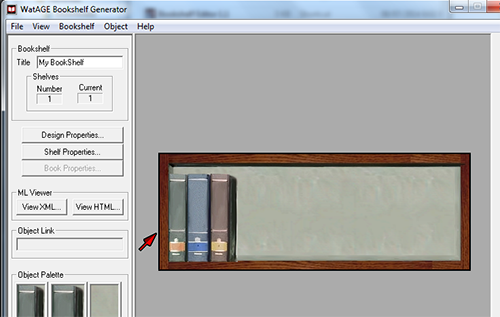 WatAGE Bookshelf Generator
File View Bookshelf Object Help
Bookshelf
Title My BookShelf
Shelves
Number Current
1 1
Design Properties...
Shelf Properties...
Book Properties...
ML Viewer
View XML... View HTML...
Object Link
Object Palette